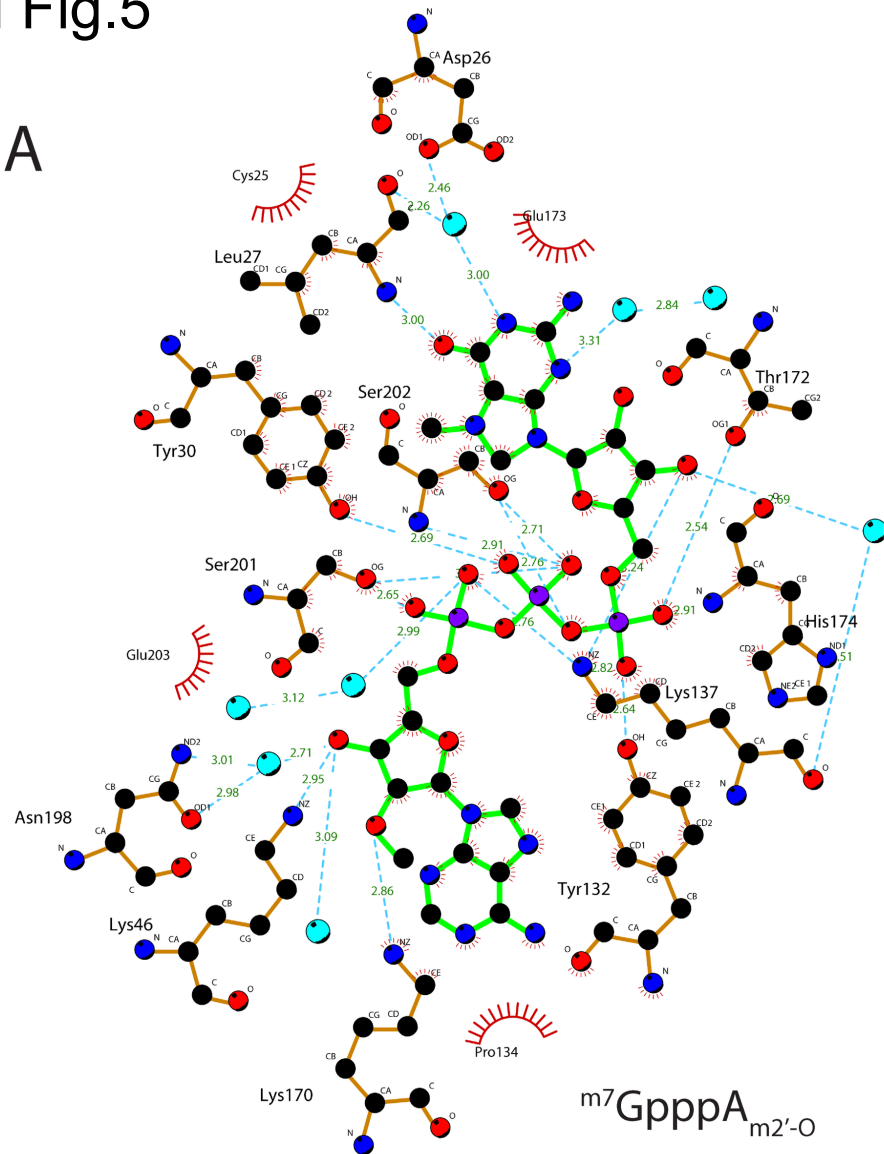 Fig.5
N
CA
Asp26
C
CB
O
CG
OD1
OD2
A
Cys25
O
2.46
2.26
C
Glu173
CB
CA
Leu27
CD1
CG
N
3.00
CD2
3.00
2.84
3.31
N
N
C
CA
CB
CA
O
Thr172
Ser202
CB
CG2
O
CG
CD2
OG1
O
C
Tyr30
CD1
CE2
C
CB
CE1
CZ
CA
OG
O
2.69
OH
N
2.71
2.54
C
2.69
2.91
2.76
CB
Ser201
OG
3.24
CA
CB
N
CA
2.65
2.91
N
His174
C
2.99
2.76
CG
CD2
ND1
O
NZ
2.82
2.51
Glu203
CD
Lys137
NE2
CE1
3.12
CE
2.64
CB
CG
ND2
OH
CA
C
3.01
2.71
CG
2.95
CZ
O
CB
OD1
2.98
NZ
CE2
N
Asn198
CE1
CA
CE
3.09
CD2
N
O
CD1
C
CG
CD
2.86
Tyr132
CB
CB
Lys46
CG
N
CA
NZ
C
CA
O
C
CE
N
O
CG
CD
Pro134
CB
Lys170
CA
C
O
N
m7GpppAm2’-O